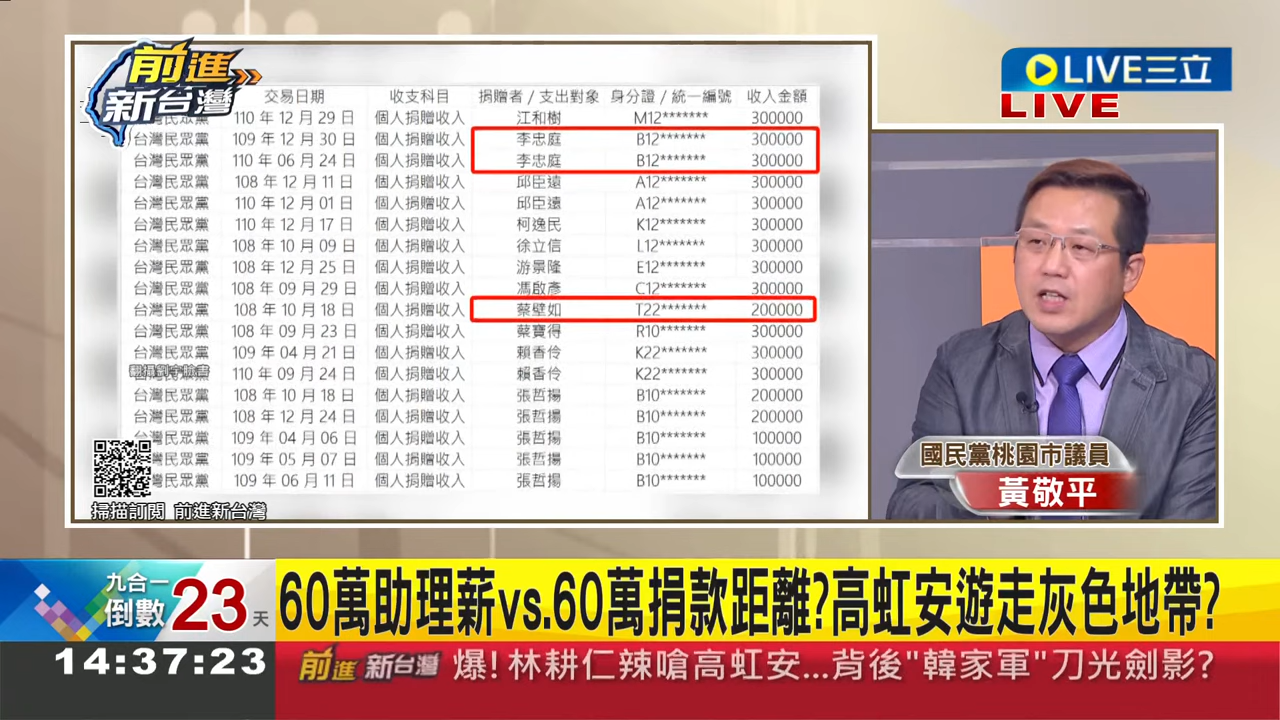 前進
新台灣
LIVE三立
LIVE
交易日期 收支科目 捐贈者/支出對象 身分證/統一編號 收入金額
台灣民眾黨 110 年 12 月 29 日 個人捐贈收入 江和樹 M12******* 300000
台灣民眾黨 109 年 12 月 30 日 個人捐贈收入 李忠庭 B12******* 300000
台灣民眾黨 110 年 06 月 24 日 個人捐贈收入 李忠庭 B12******* 300000
台灣民眾黨 108 年 12 月 11 日 個人捐贈收入 邱臣遠 A12******* 300000
台灣民眾黨 110 年 12 月 01 日 個人捐贈收入 邱臣遠 A12******* 300000
台灣民眾黨 110 年 12 月 17 日 個人捐贈收入 柯逸民 K12******* 300000
台灣民眾黨 108 年 10 月 09 日 個人捐贈收入 徐立信 L12******* 300000
台灣民眾黨 108 年 12 月 25 日 個人捐贈收入 游景隆 E12******* 300000
台灣民眾黨 108 年 09 月 29 日 個人捐贈收入 馮啟彥 C12******* 300000
台灣民眾黨 108 年 10 月 18 日 個人捐贈收入 蔡壁如 T22******* 200000
台灣民眾黨 108 年 09 月 23 日 個人捐贈收入 蔡寶得 R10******* 300000
台灣民眾黨 109 年 04 月 21 日 個人捐贈收入 賴香伶 K22******* 300000
台灣民眾黨 110 年 09 月 24 日 個人捐贈收入 賴香伶 K22******* 300000
台灣民眾黨 108 年 10 月 18 日 個人捐贈收入 張哲揚 B10******* 200000
台灣民眾黨 108 年 12 月 24 日 個人捐贈收入 張哲揚 B10******* 200000
台灣民眾黨 109 年 04 月 06 日 個人捐贈收入 張哲揚 B10******* 100000
台灣民眾黨 109 年 05 月 07 日 個人捐贈收入 張哲揚 B10******* 100000
台灣民眾黨 109 年 06 月 11 日 個人捐贈收入 張哲揚 B10******* 100000
掃描訂閱 前進新台灣
國民黨桃園市議員
黃敬平
九合一
倒數 23 天
60萬助理薪vs.60萬捐款距離?高虹安遊走灰色地帶?
14:37:23
前進新台灣 爆!林耕仁辣嗆高虹安...背後"韓家軍"刀光劍影?